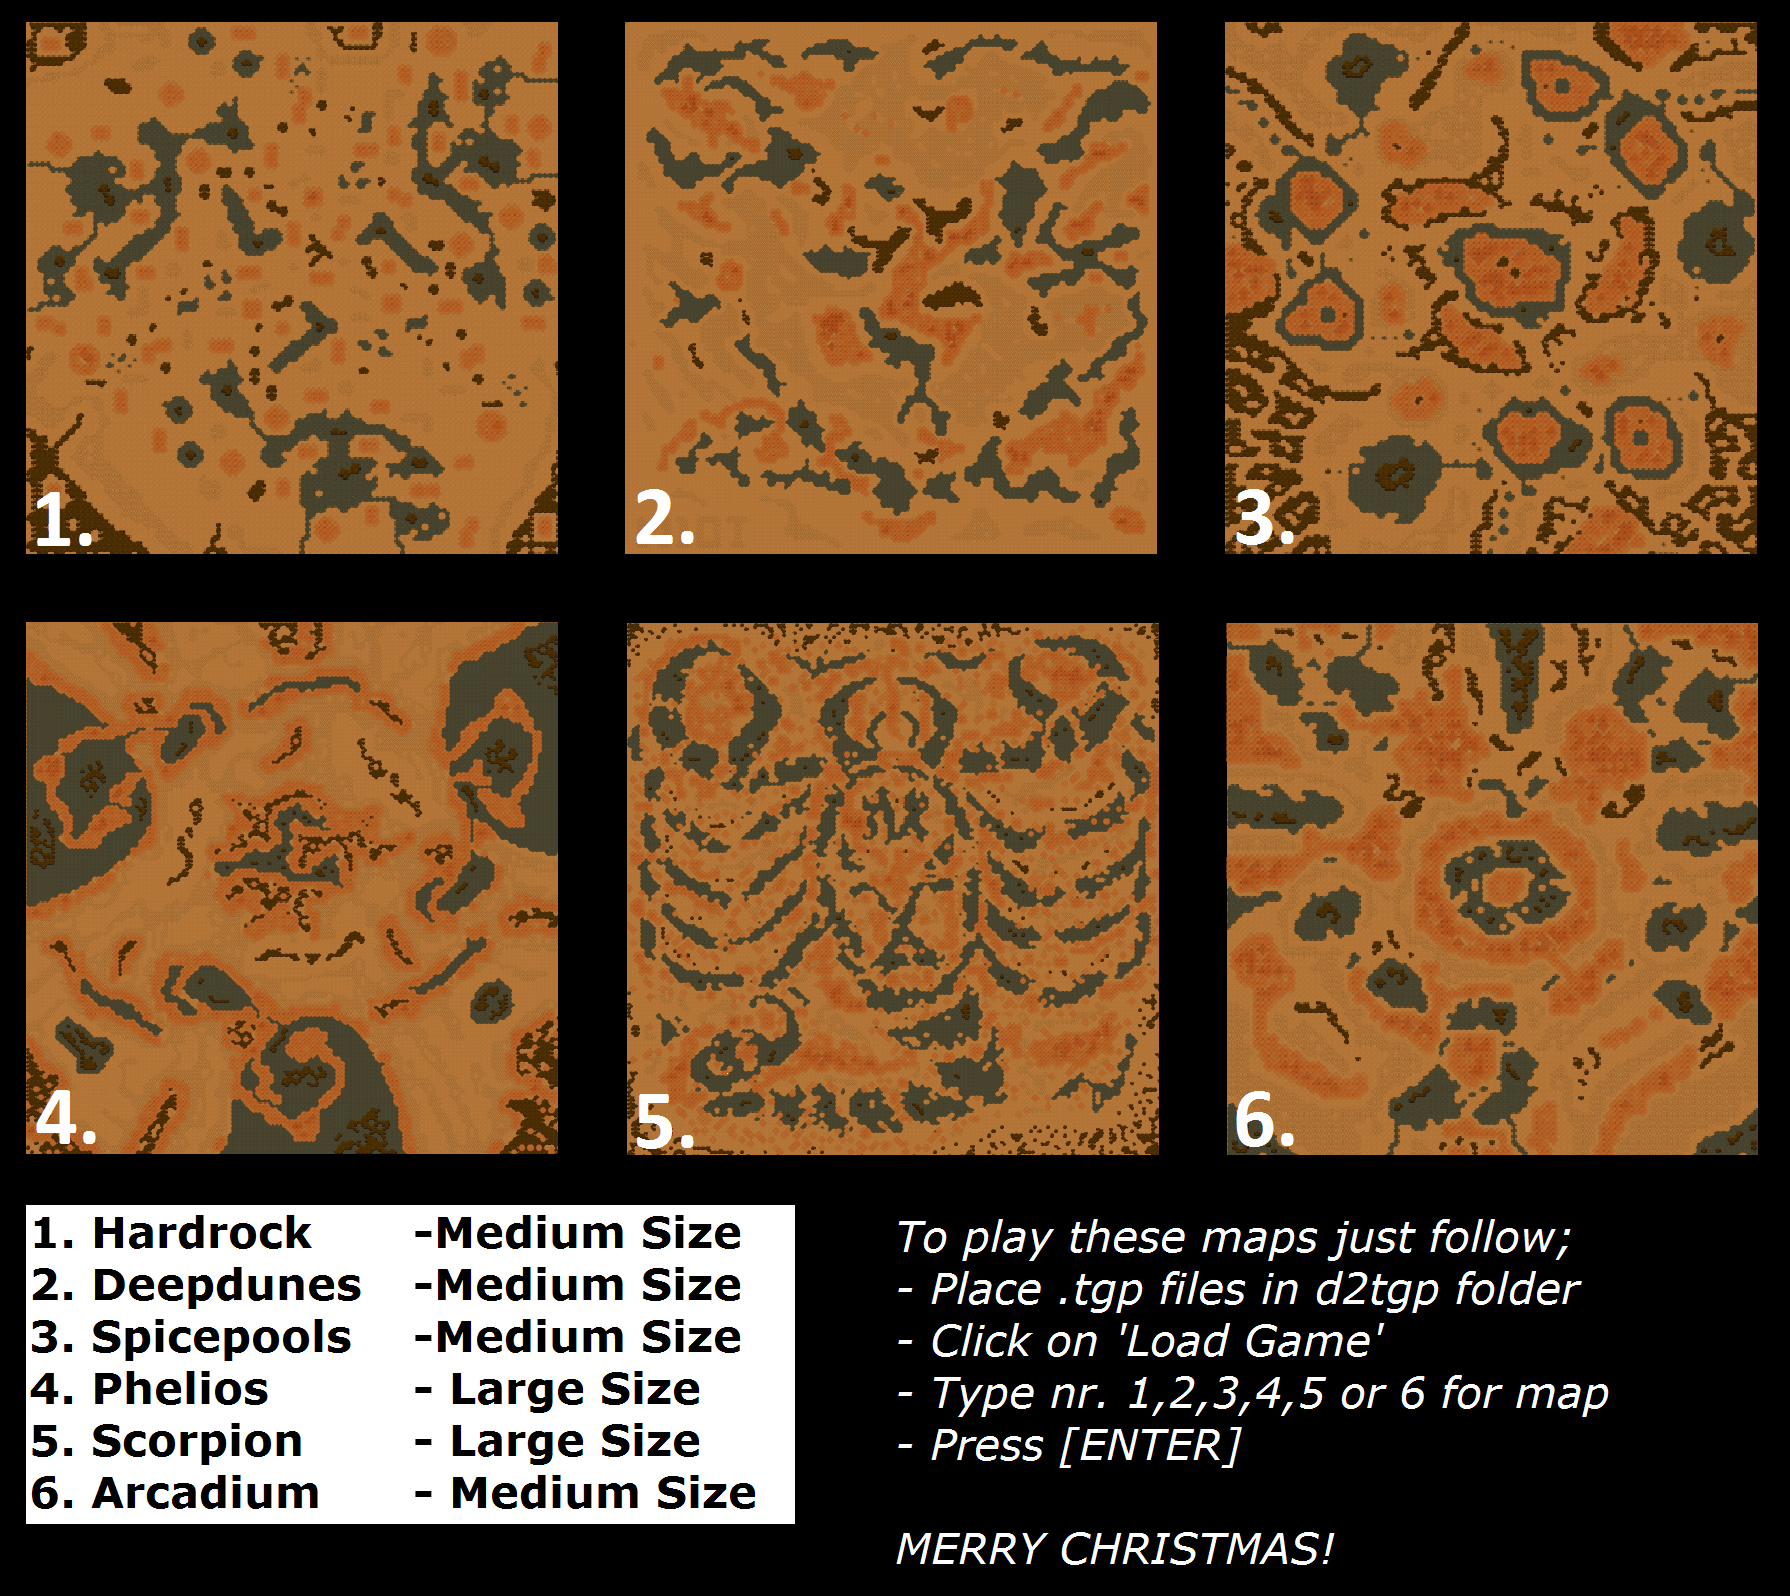 1.
2.
3.
4.
5.
6.
1. Hardrock -Medium Size
2. Deepdunes -Medium Size
3. Spicepools -Medium Size
4. Phelios - Large Size
5. Scorpion - Large Size
6. Arcadium - Medium Size
To play these maps just follow;
- Place .tgp files in d2tgp folder
- Click on 'Load Game'
- Type nr. 1,2,3,4,5 or 6 for map
- Press [ENTER]
MERRY CHRISTMAS!